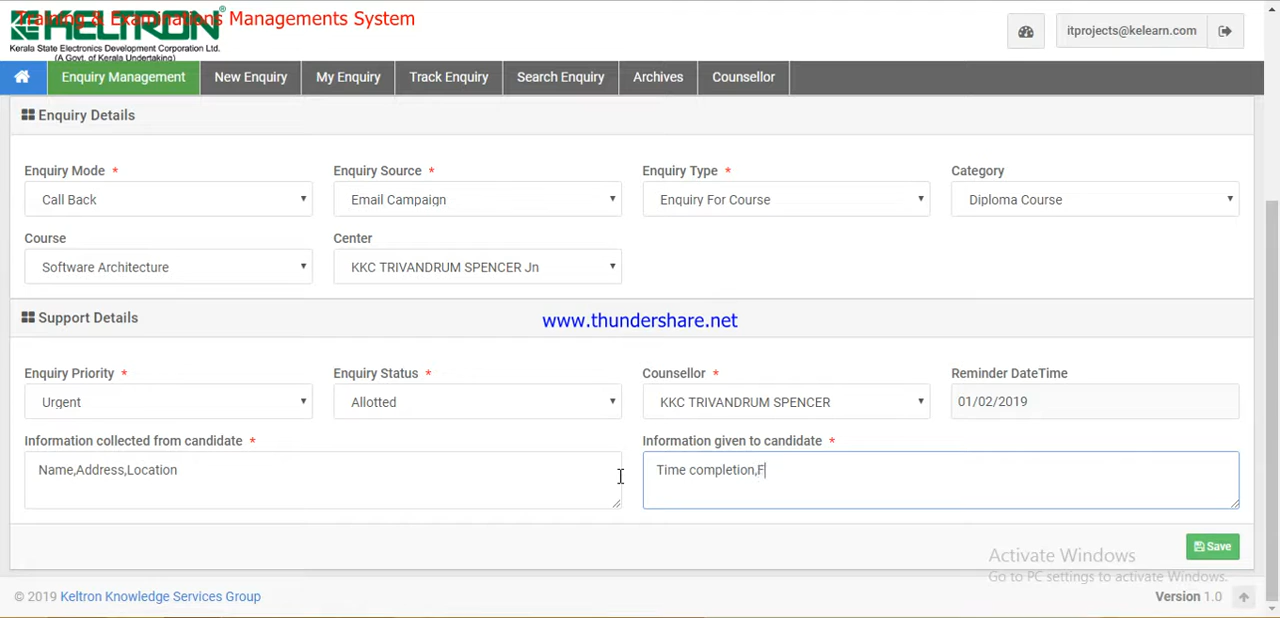 Training & Examinations Managements System
KELTRON
Kerala State Electronics Development Corporation Ltd.
(A Govt. of Kerala Undertaking)
itprojects@kelearn.com
Enquiry Management New Enquiry My Enquiry Track Enquiry Search Enquiry Archives Counsellor
Enquiry Details
Enquiry Mode * Enquiry Source * Enquiry Type * Category
Call Back Email Campaign Enquiry For Course Diploma Course
Course Center
Software Architecture KKC TRIVANDRUM SPENCER Jn
Support Details
www.thundershare.net
Enquiry Priority * Enquiry Status * Counsellor * Reminder DateTime
Urgent Allotted KKC TRIVANDRUM SPENCER 01/02/2019
Information collected from candidate * Information given to candidate *
Name,Address,Location Time completion,F
Save
Activate Windows
Go to PC settings to activate Windows.
© 2019 Keltron Knowledge Services Group Version 1.0